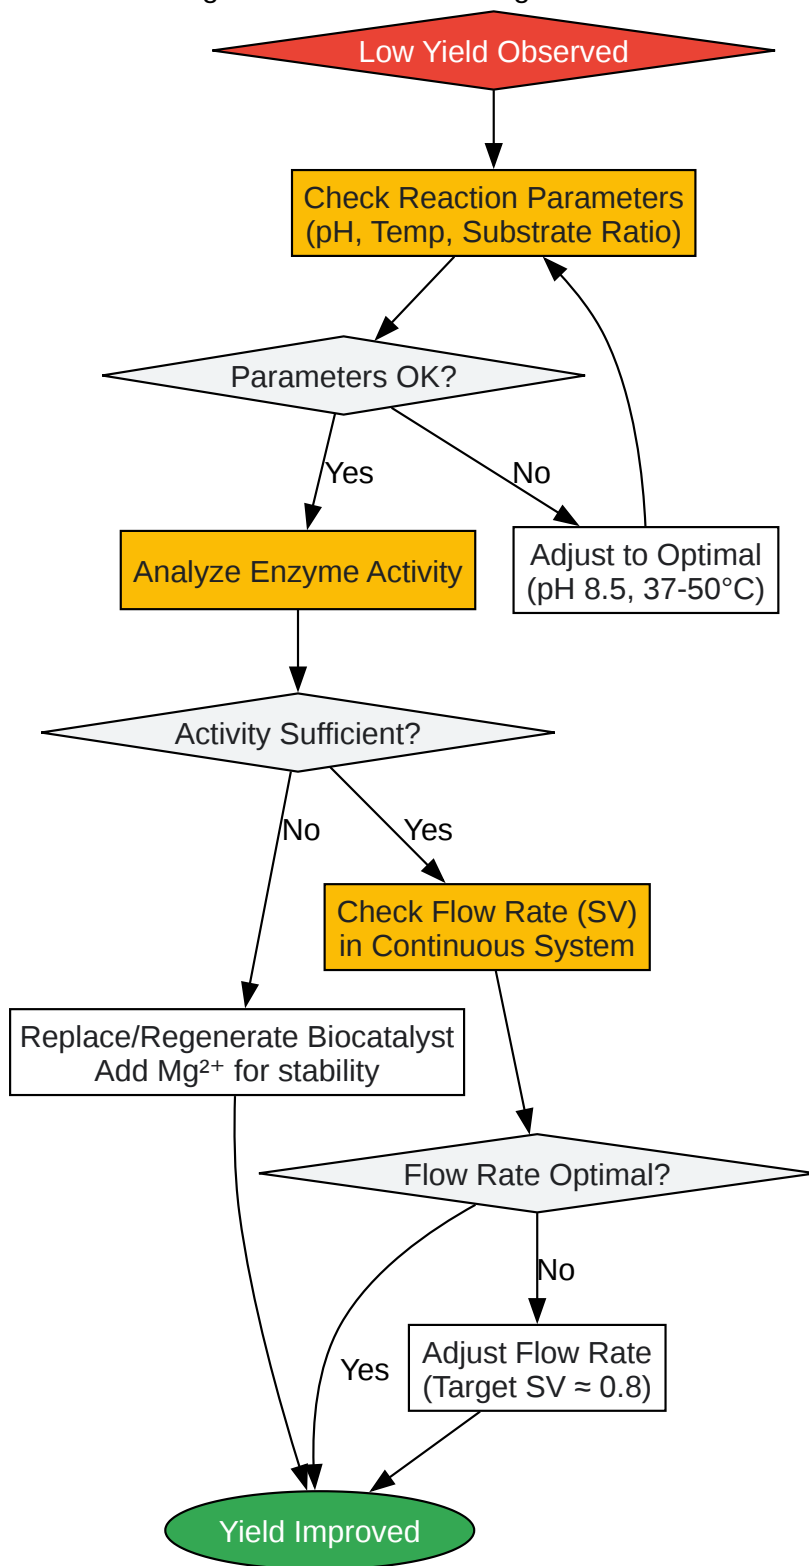 Low Yield Observed
Check Reaction Parameters
(pH, Temp, Substrate Ratio)
Parameters OK?
Yes
No
Analyze Enzyme Activity
Adjust to Optimal
(pH 8.5, 37-50°C)
Activity Sufficient?
No
Yes
Check Flow Rate (SV)
in Continuous System
Replace/Regenerate Biocatalyst
Add Mg²⁺ for stability
Flow Rate Optimal?
No
Yes
Adjust Flow Rate
(Target SV ≈ 0.8)
Yield Improved